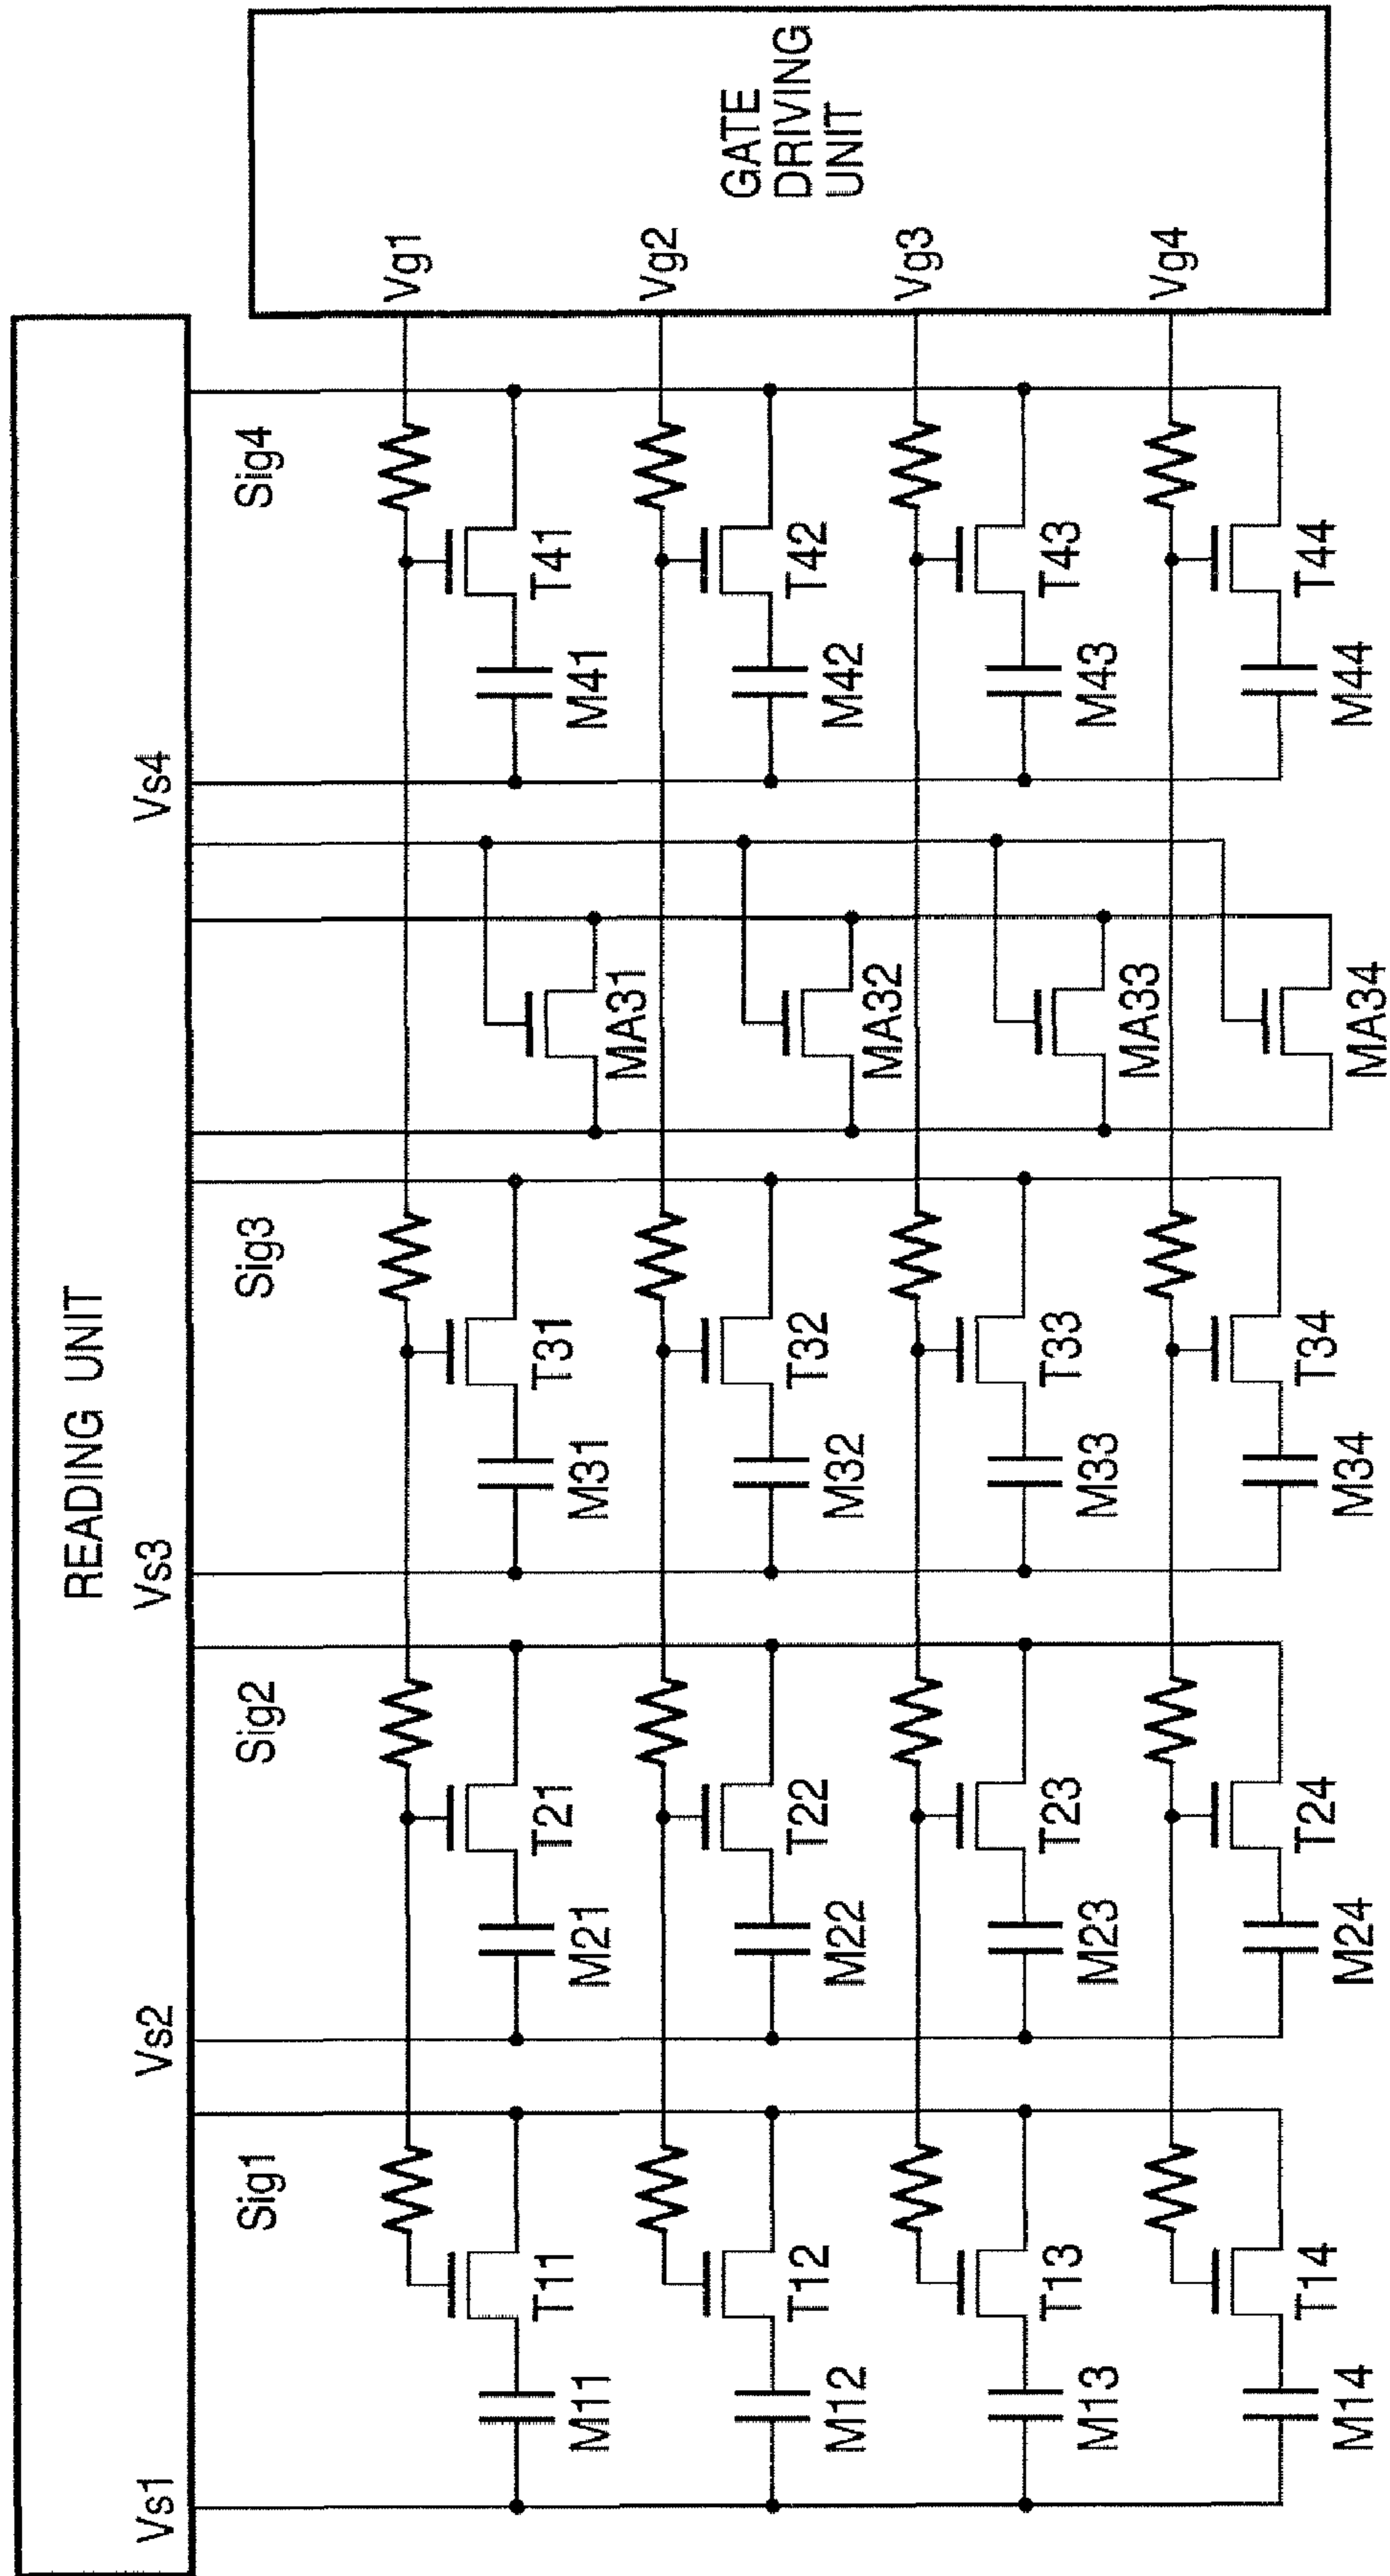 READING UNIT
Vs1
Vs2
Vs3
Vs4
Sig1
Sig2
Sig3
Sig4
GATE
DRIVING
UNIT
Vg1
T11
M11
T21
M21
T31
M31
MA31
T41
M41
Vg2
T12
M12
T22
M22
T32
M32
MA32
T42
M42
Vg3
T13
M13
T23
M23
T33
M33
MA33
T43
M43
Vg4
T14
M14
T24
M24
T34
M34
MA34
T44
M44